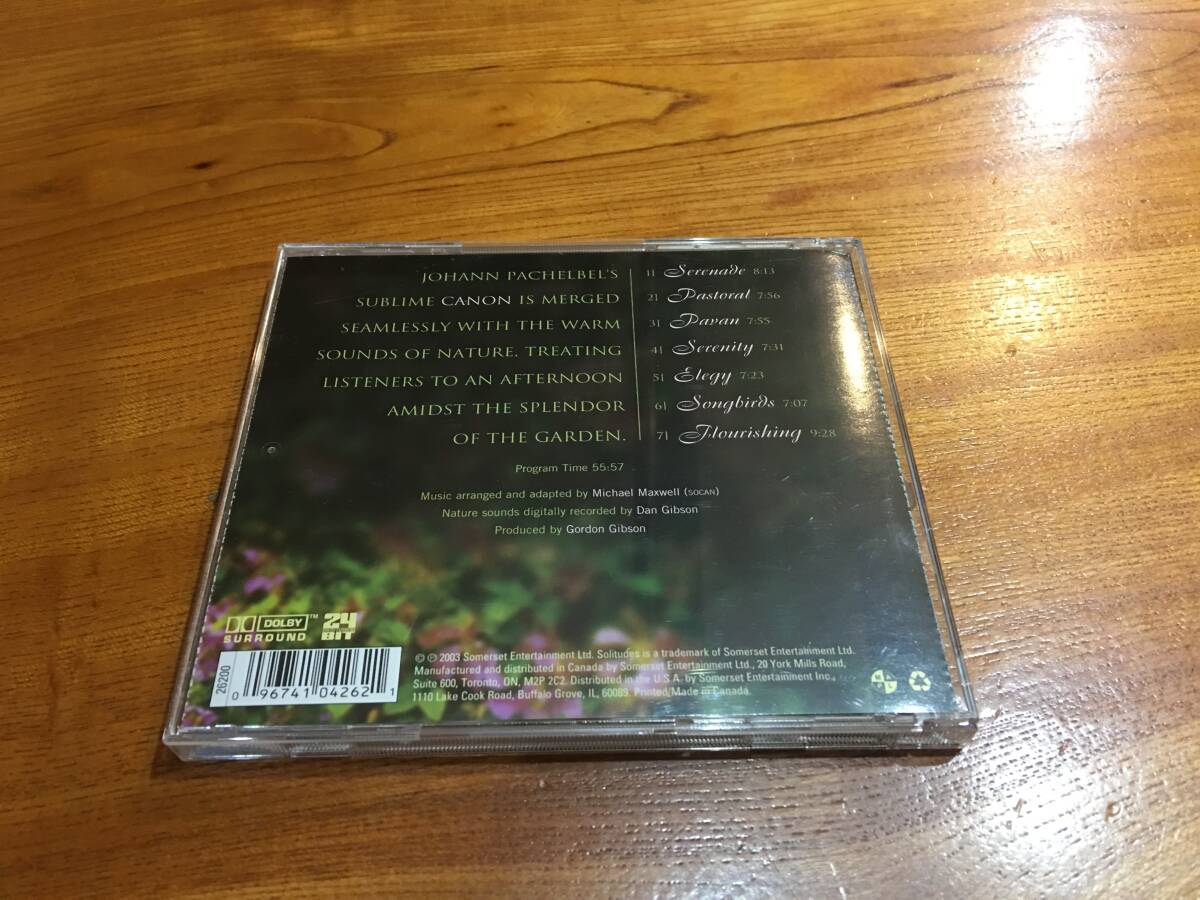 JOHANN PACHELBEL'S
SUBLIME CANON IS MERGED
SEAMLESSLY WITH THE WARM
SOUNDS OF NATURE, TREATING
LISTENERS TO AN AFTERNOON
AMIDST THE SPLENDOR
OF THE GARDEN.
1| Serenade 8:13
2| Pastoral 7:56
3| Pavan 7:55
4| Serenity 7:31
5| Elegy 7:23
6| Songbirds 7:07
7| Flourishing 9:28
Program Time 55:57
Music arranged and adapted by Michael Maxwell (SOCAN)
Nature sounds digitally recorded by Dan Gibson
Produced by Gordon Gibson
DOLBY™
SURROUND
24
BIT
26200
0 96741 04262 1
© ℗ 2003 Somerset Entertainment Ltd. Solitudes is a trademark of Somerset Entertainment Ltd.
Manufactured and distributed in Canada by Somerset Entertainment Ltd., 20 York Mills Road,
Suite 600, Toronto, ON, M2P 2C2. Distributed in the U.S.A. by Somerset Entertainment Inc.,
1110 Lake Cook Road, Buffalo Grove, IL, 60089. Printed/Made in Canada.